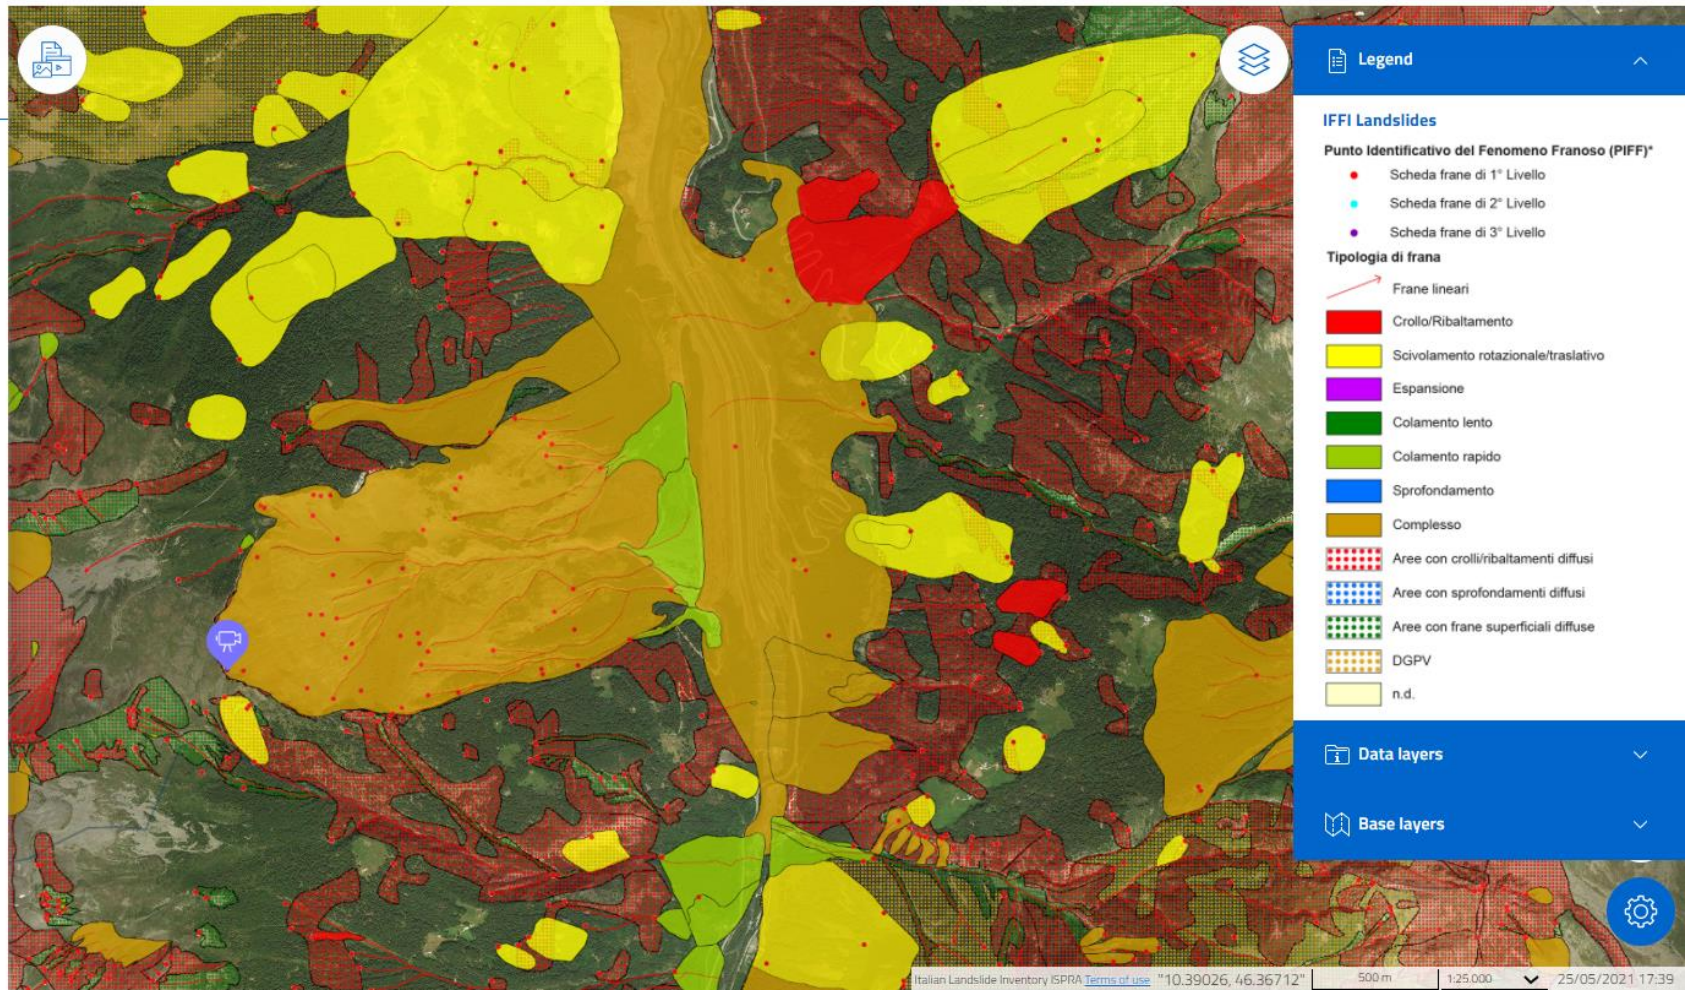 Legend
IFFI Landslides
Punto Identificativo del Fenomeno Franoso (PIFF)*
Scheda frane di 1° Livello
Scheda frane di 2° Livello
Scheda frane di 3° Livello
Tipologia di frana
Frane lineari
Crollo/Ribaltamento
Scivolamento rotazionale/traslativo
Espansione
Colamento lento
Colamento rapido
Sprofondamento
Complesso
Aree con crolli/ribaltamenti diffusi
Aree con sprofondamenti diffusi
Aree con frane superficiali diffuse
DGPV
n.d.
Data layers
Base layers
Italian Landslide Inventory ISPRA Terms of use "10.39026, 46.36712" 500 m 1:25.000 25/05/2021 17:39